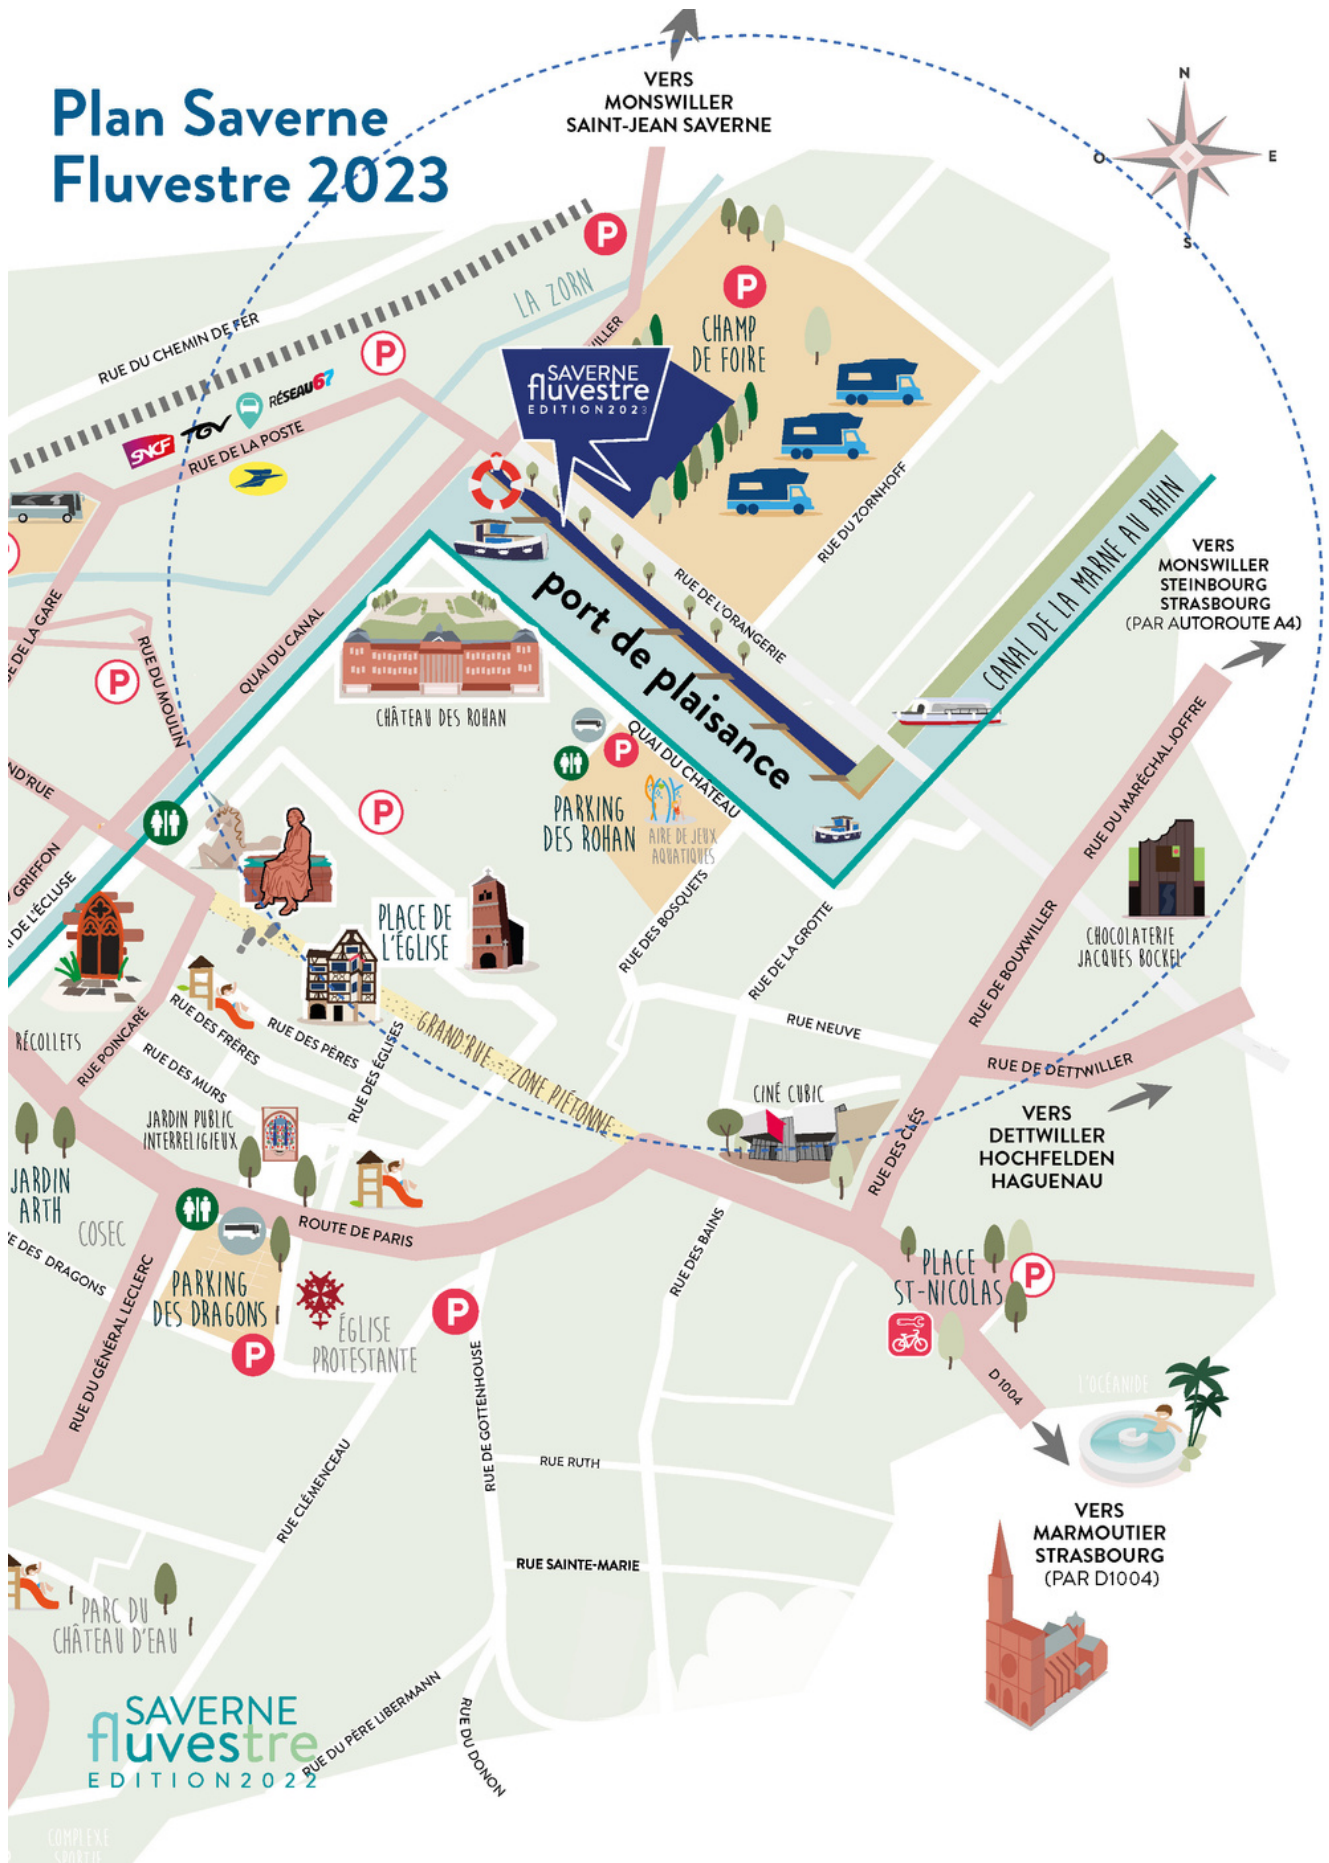 Plan Saverne
Fluvestre 2023
VERS
MONSWILLER
SAINT-JEAN SAVERNE
N
O
E
S
P
LA ZORN
P
CHAMP
DE FOIRE
RUE DU CHEMIN DE FER
P
SAVERNE
fluvestre
EDITION2023
RÉSEAU67
TGV
SNCF
RUE DE LA POSTE
RUE DU ZORNHOFF
CANAL DE LA MARNE AU RHIN
VERS
MONSWILLER
STEINBOURG
STRASBOURG
(PAR AUTOROUTE A4)
port de plaisance
RUE DE L'ORANGERIE
DE LA GARE
QUAI DU CANAL
RUE DU MOULIN
P
CHÂTEAU DES ROHAN
P
QUAI DU CHÂTEAU
PARKING
DES ROHAN
AIRE DE JEUX
AQUATIQUES
P
RUE DU MARÉCHAL JOFFRE
GRIFFON
DE L'ÉCLUSE
PLACE DE
L'ÉGLISE
RUE DES BOSQUETS
RUE DE LA GROTTE
RUE DE BOUXWILLER
CHOCOLATERIE
JACQUES BOCKEL
RÉCOLLETS
RUE POINCARÉ
RUE DES FRÈRES
RUE DES PÈRES
RUE DES MURS
RUE DES ÉGLISES
GRAND'RUE - ZONE PIÉTONNE
RUE NEUVE
RUE DE DETTWILLER
CINÉ CUBIC
RUE DES CLÉS
VERS
DETTWILLER
HOCHFELDEN
HAGUENAU
JARDIN PUBLIC
INTERRELIGIEUX
JARDIN
ARTH
COSEC
ROUTE DE PARIS
RUE DES BAINS
DES DRAGONS
PARKING
DES DRAGONS
P
ÉGLISE
PROTESTANTE
P
PLACE
ST-NICOLAS
P
RUE DU GÉNÉRAL LECLERC
RUE DE GOTTENHOUSE
D 1004
L'OCÉANIDE
RUE CLÉMENCEAU
RUE RUTH
RUE SAINTE-MARIE
VERS
MARMOUTIER
STRASBOURG
(PAR D1004)
PARC DU
CHÂTEAU D'EAU
SAVERNE
fluvestre
EDITION2022
RUE DU PÈRE LIBERMANN
RUE DU DONON
COMPLEXE